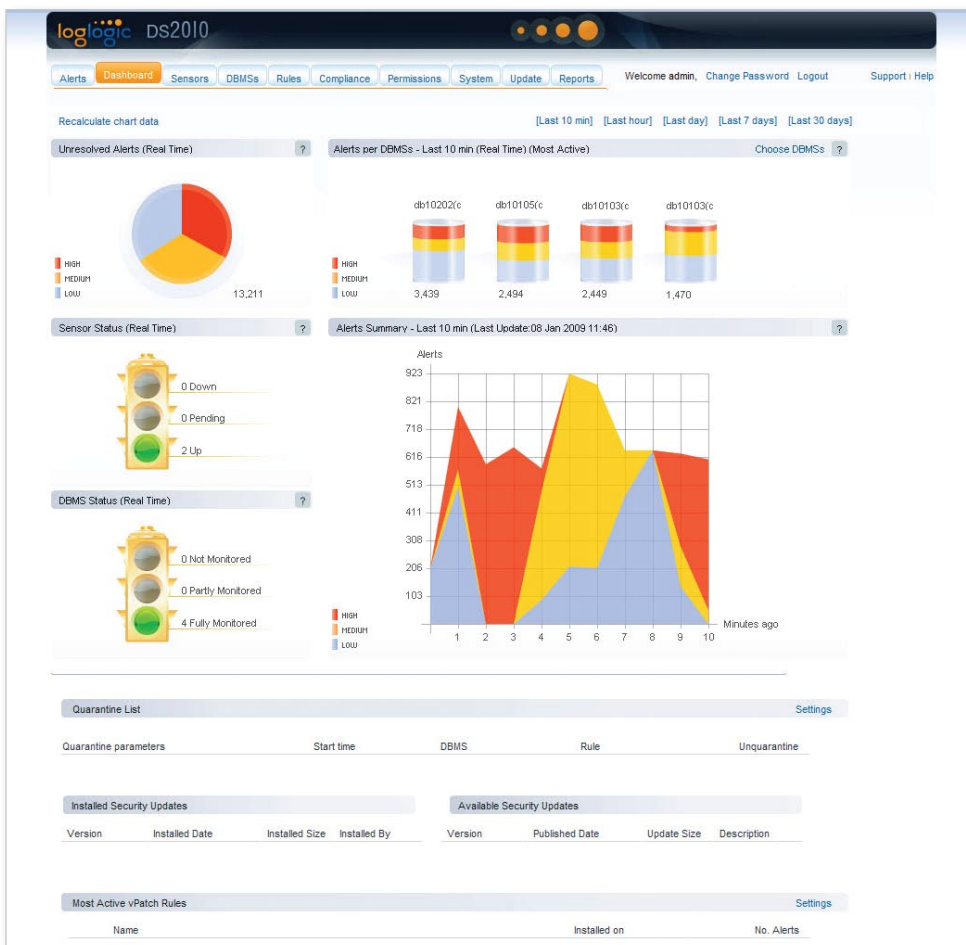 loglogic DS2010
Alerts Dashboard Sensors DBMSs Rules Compliance Permissions System Update Reports Welcome admin, Change Password Logout Support | Help
Recalculate chart data [Last 10 min] [Last hour] [Last day] [Last 7 days] [Last 30 days]
Unresolved Alerts (Real Time) ?
HIGH
MEDIUM
LOW
13,211
Alerts per DBMSs - Last 10 min (Real Time) (Most Active) Choose DBMSs ?
db10202(c db10105(c db10103(c db10103(c
HIGH
MEDIUM
LOW
3,439 2,494 2,449 1,470
Sensor Status (Real Time) ?
0 Down
0 Pending
2 Up
DBMS Status (Real Time) ?
0 Not Monitored
0 Partly Monitored
4 Fully Monitored
Alerts Summary - Last 10 min (Last Update:08 Jan 2009 11:46) ?
Alerts
923
821
718
616
513
411
308
206
103
HIGH
MEDIUM
LOW
1 2 3 4 5 6 7 8 9 10
Minutes ago
Quarantine List Settings
Quarantine parameters Start time DBMS Rule Unquarantine
Installed Security Updates
Version Installed Date Installed Size Installed By
Available Security Updates
Version Published Date Update Size Description
Most Active vPatch Rules Settings
Name Installed on No. Alerts